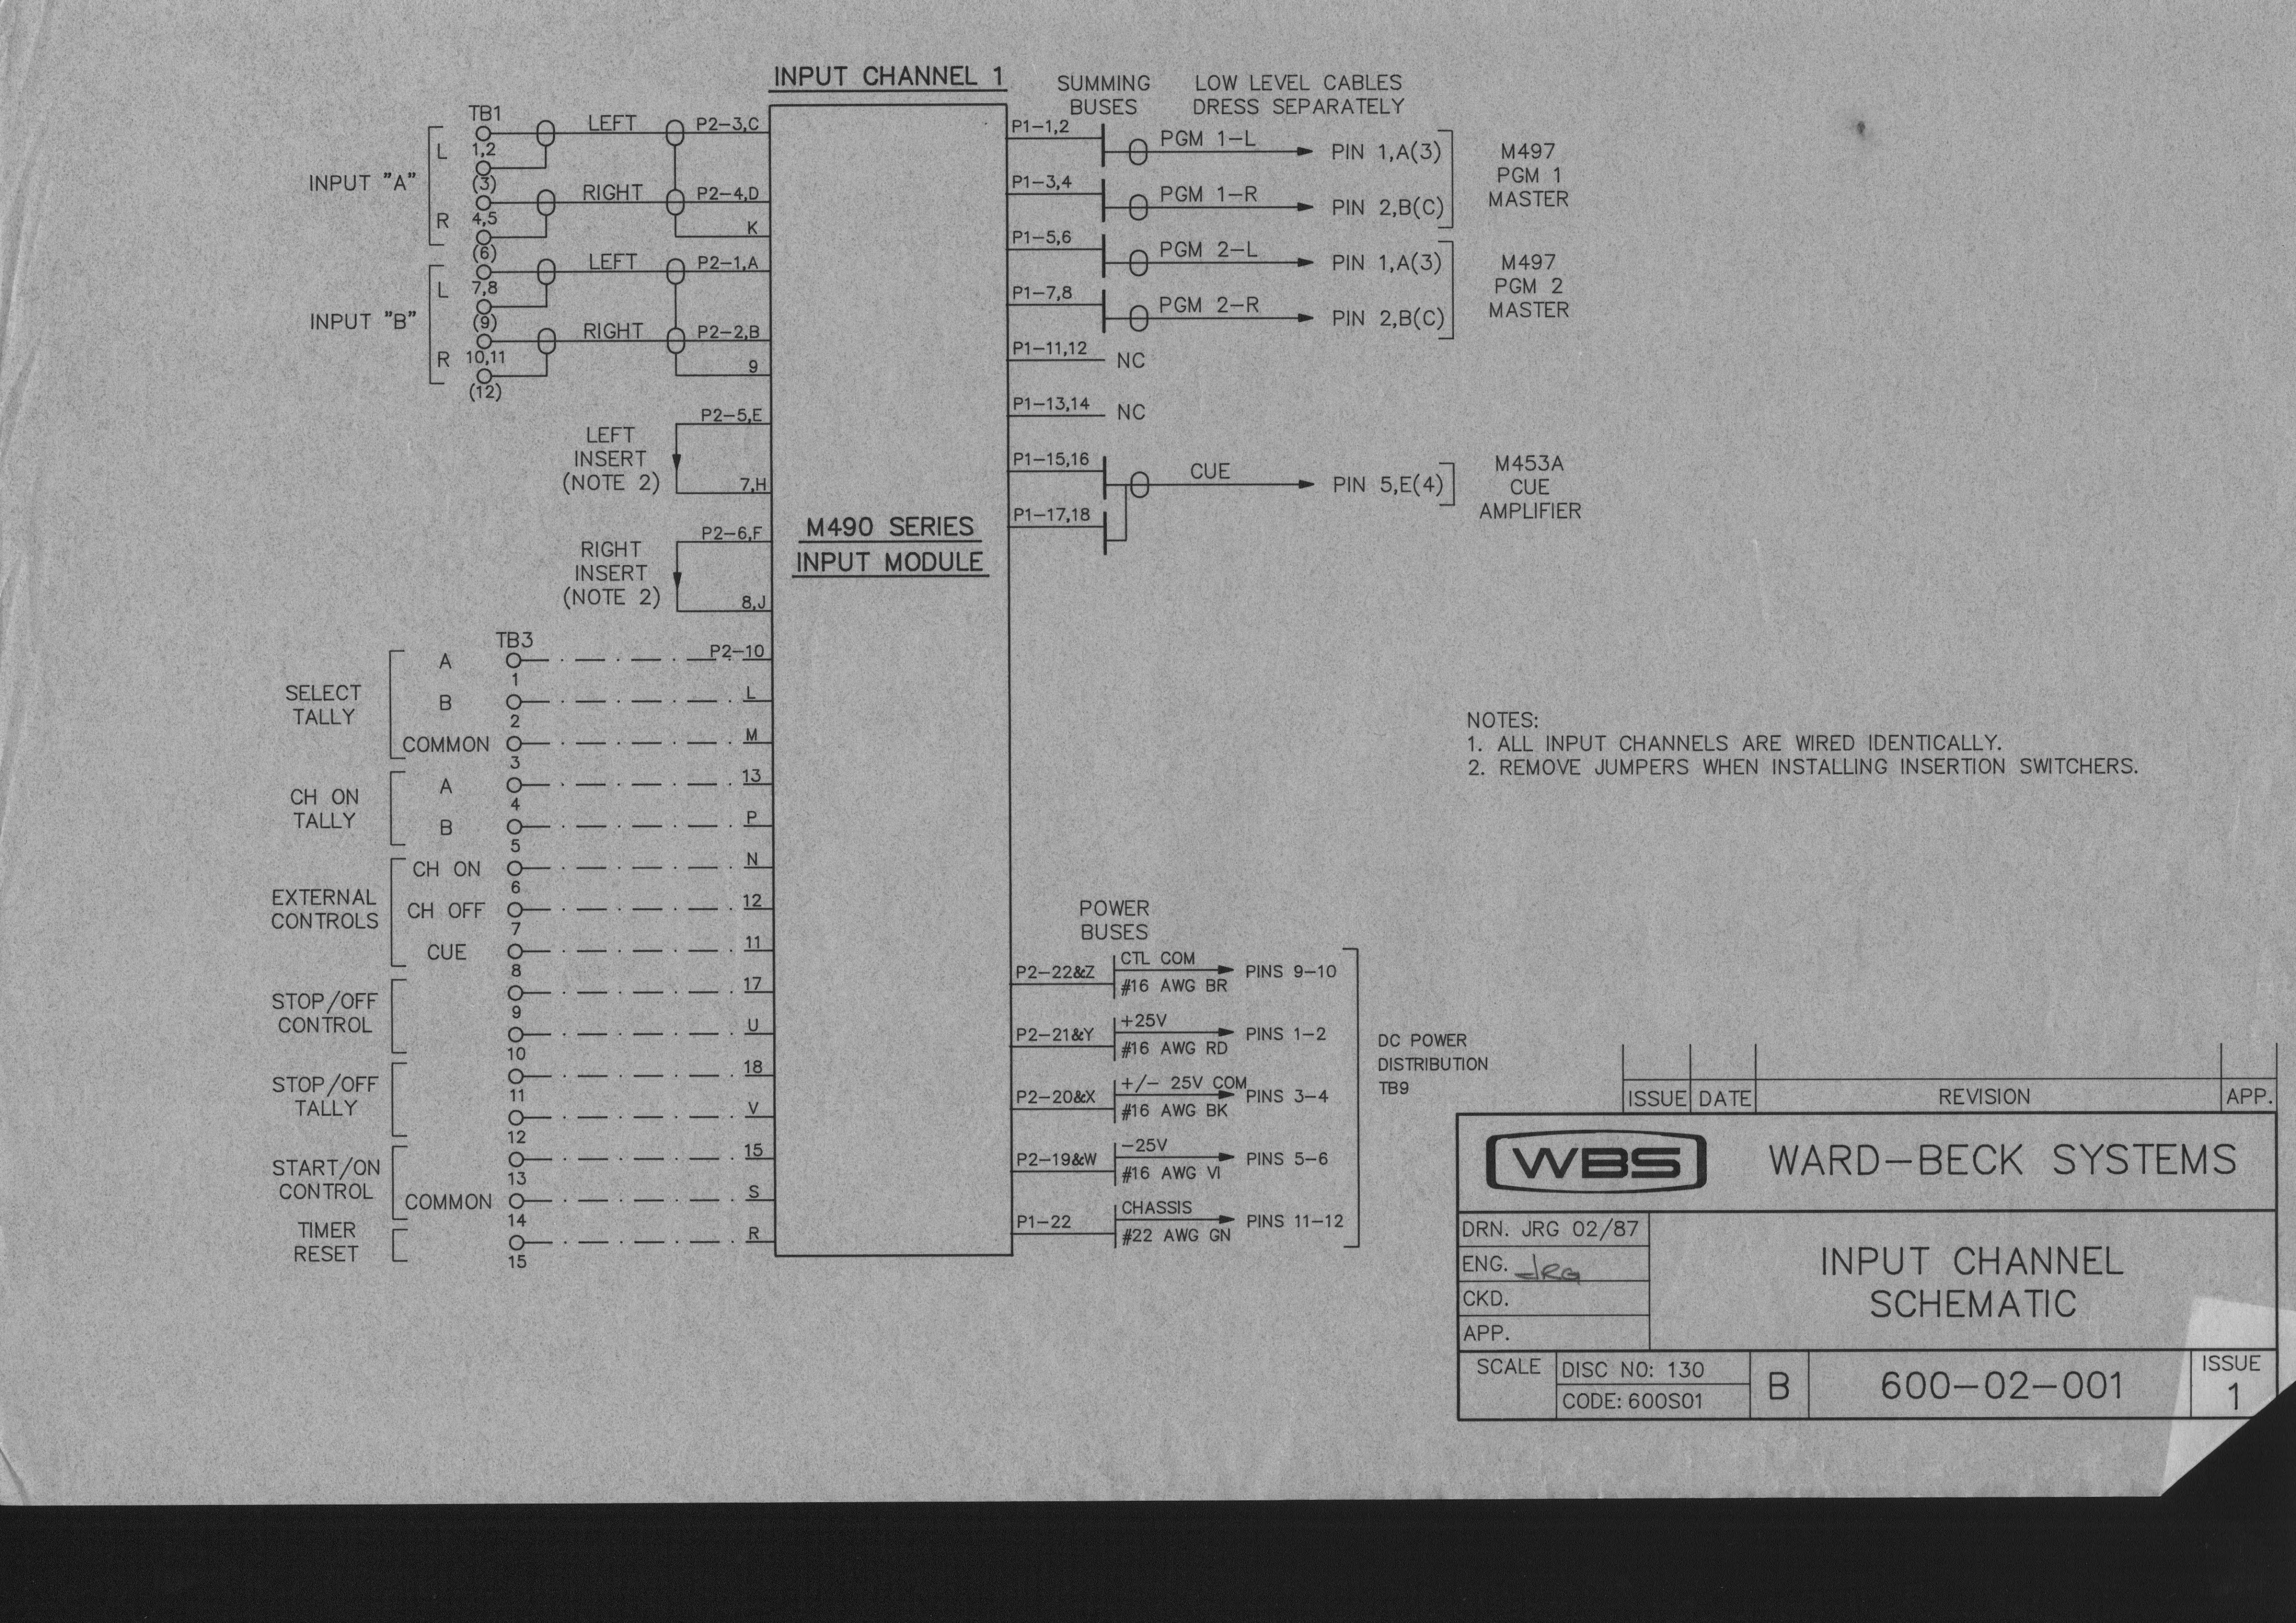 INPUT CHANNEL 1
SUMMING
BUSES
LOW LEVEL CABLES
DRESS SEPARATELY
TB1
INPUT "A"
L
1,2
(3)
R
4,5
(6)
INPUT "B"
L
7,8
(9)
R
10,11
(12)
LEFT
P2-3,C
RIGHT
P2-4,D
K
LEFT
P2-1,A
RIGHT
P2-2,B
9
P2-5,E
LEFT
INSERT
(NOTE 2)
7,H
P2-6,F
RIGHT
INSERT
(NOTE 2)
8,J
M490 SERIES
INPUT MODULE
P1-1,2
PGM 1-L
PIN 1,A(3)
P1-3,4
PGM 1-R
PIN 2,B(C)
M497
PGM 1
MASTER
P1-5,6
PGM 2-L
PIN 1,A(3)
P1-7,8
PGM 2-R
PIN 2,B(C)
M497
PGM 2
MASTER
P1-11,12
NC
P1-13,14
NC
P1-15,16
CUE
PIN 5,E(4)
P1-17,18
M453A
CUE
AMPLIFIER
TB3
SELECT
TALLY
A
1
P2-10
B
2
L
COMMON
3
M
CH ON
TALLY
A
4
13
B
5
P
EXTERNAL
CONTROLS
CH ON
6
N
CH OFF
7
12
CUE
8
11
STOP/OFF
CONTROL
9
17
10
U
STOP/OFF
TALLY
11
18
12
V
START/ON
CONTROL
13
15
COMMON
14
S
TIMER
RESET
15
R
NOTES:
1. ALL INPUT CHANNELS ARE WIRED IDENTICALLY.
2. REMOVE JUMPERS WHEN INSTALLING INSERTION SWITCHERS.
POWER
BUSES
P2-22&Z
CTL COM
#16 AWG BR
PINS 9-10
P2-21&Y
+25V
#16 AWG RD
PINS 1-2
P2-20&X
+/- 25V COM
#16 AWG BK
PINS 3-4
P2-19&W
-25V
#16 AWG VI
PINS 5-6
P1-22
CHASSIS
#22 AWG GN
PINS 11-12
DC POWER
DISTRIBUTION
TB9
ISSUE DATE REVISION APP.
WBS WARD-BECK SYSTEMS
DRN. JRG 02/87
ENG. JRG
CKD.
APP.
INPUT CHANNEL
SCHEMATIC
SCALE
DISC NO: 130
CODE: 600S01
B
600-02-001
ISSUE
1